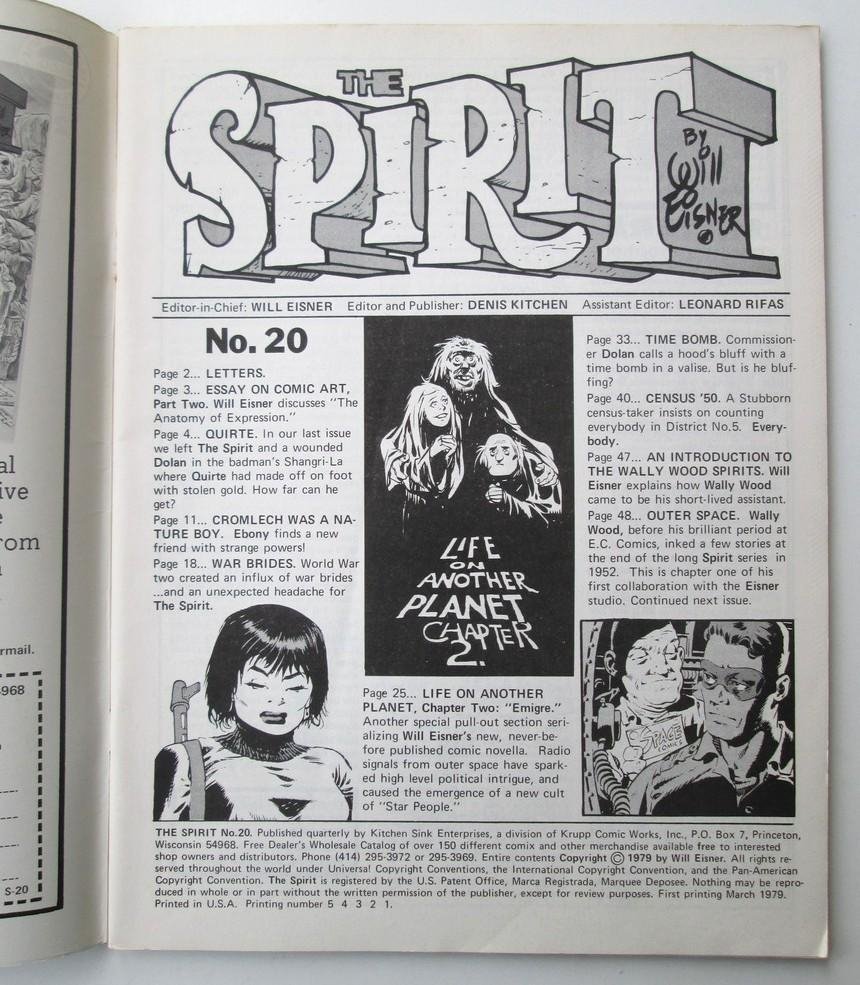 THE
SPIRIT
BY
Will
EISNER
Editor-in-Chief: WILL EISNER Editor and Publisher: DENIS KITCHEN Assistant Editor: LEONARD RIFAS
No. 20
Page 2... LETTERS.
Page 3... ESSAY ON COMIC ART,
Part Two. Will Eisner discusses "The
Anatomy of Expression."
Page 4... QUIRTE. In our last issue
we left The Spirit and a wounded
Dolan in the badman's Shangri-La
where Quirte had made off on foot
with stolen gold. How far can he
get?
Page 11... CROMLECH WAS A NA-
TURE BOY. Ebony finds a new
friend with strange powers!
Page 18... WAR BRIDES. World War
two created an influx of war brides
...and an unexpected headache for
The Spirit.
LIFE
ON
ANOTHER
PLANET
CHAPTER
2.
Page 25... LIFE ON ANOTHER
PLANET, Chapter Two: "Emigre."
Another special pull-out section seri-
alizing Will Eisner's new, never-be-
fore published comic novella. Radio
signals from outer space have spark-
ed high level political intrigue, and
caused the emergence of a new cult
of "Star People."
Page 33... TIME BOMB. Commission-
er Dolan calls a hood's bluff with a
time bomb in a valise. But is he bluf-
fing?
Page 40... CENSUS '50. A Stubborn
census-taker insists on counting
everybody in District No.5. Every-
body.
Page 47... AN INTRODUCTION TO
THE WALLY WOOD SPIRITS. Will
Eisner explains how Wally Wood
came to be his short-lived assistant.
Page 48... OUTER SPACE. Wally
Wood, before his brilliant period at
E.C. Comics, inked a few stories at
the end of the long Spirit series in
1952. This is chapter one of his
first collaboration with the Eisner
studio. Continued next issue.
SPACE
COMICS
THE SPIRIT No.20. Published quarterly by Kitchen Sink Enterprises, a division of Krupp Comic Works, Inc., P.O. Box 7, Princeton,
Wisconsin 54968. Free Dealer's Wholesale Catalog of over 150 different comix and other merchandise available free to interested
shop owners and distributors. Phone (414) 295-3972 or 295-3969. Entire contents Copyright © 1979 by Will Eisner. All rights re-
served throughout the world under Universal Copyright Conventions, the International Copyright Convention, and the Pan-American
Copyright Convention. The Spirit is registered by the U.S. Patent Office, Marca Registrada, Marquee Deposee. Nothing may be repro-
duced in whole or in part without the written permission of the publisher, except for review purposes. First printing March 1979.
Printed in U.S.A. Printing number 5 4 3 2 1.
S-20